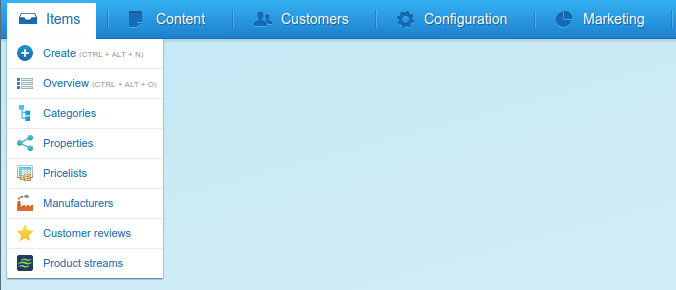 Items Content Customers Configuration Marketing
Create (CTRL + ALT + N)
Overview (CTRL + ALT + O)
Categories
Properties
Pricelists
Manufacturers
Customer reviews
Product streams